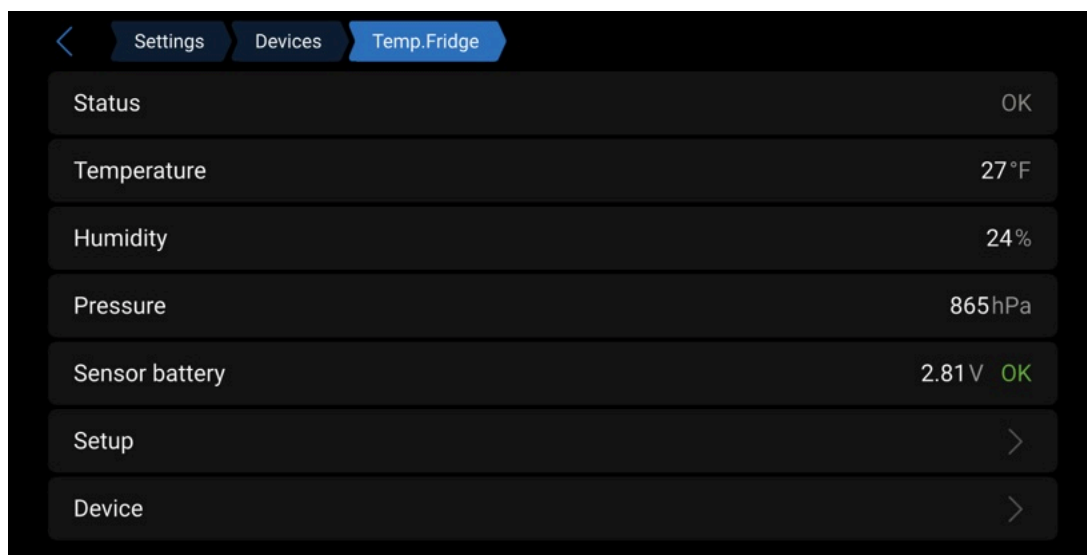 Settings Devices Temp.Fridge
Status OK
Temperature 27°F
Humidity 24%
Pressure 865hPa
Sensor battery 2.81V OK
Setup
Device